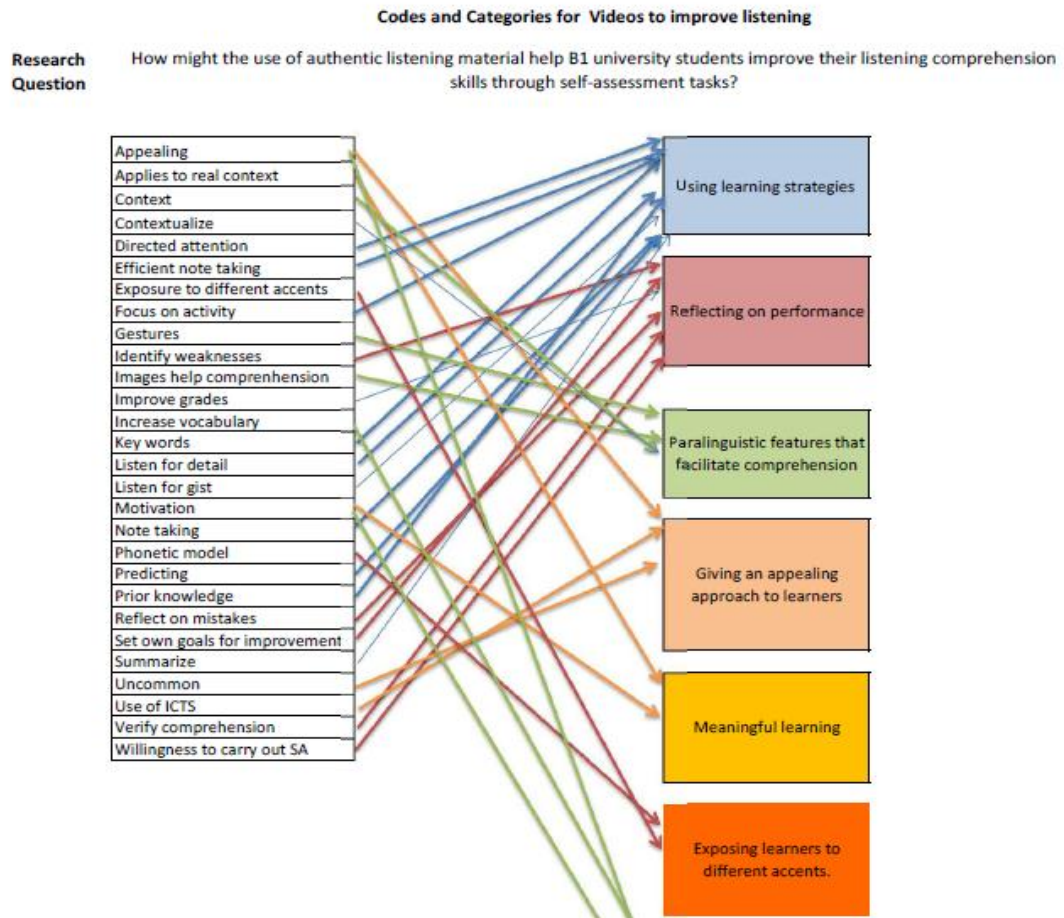 Codes and Categories for Videos to improve listening
Research Question
How might the use of authentic listening material help B1 university students improve their listening comprehension
skills through self-assessment tasks?
Appealing
Applies to real context
Context
Contextualize
Directed attention
Efficient note taking
Exposure to different accents
Focus on activity
Gestures
Identify weaknesses
Images help comprenhension
Improve grades
Increase vocabulary
Key words
Listen for detail
Listen for gist
Motivation
Note taking
Phonetic model
Predicting
Prior knowledge
Reflect on mistakes
Set own goals for improvement
Summarize
Uncommon
Use of ICTS
Verify comprehension
Willingness to carry out SA
Using learning strategies
Reflecting on performance
Paralinguistic features that
facilitate comprehension
Giving an appealing
approach to learners
Meaningful learning
Exposing learners to
different accents.